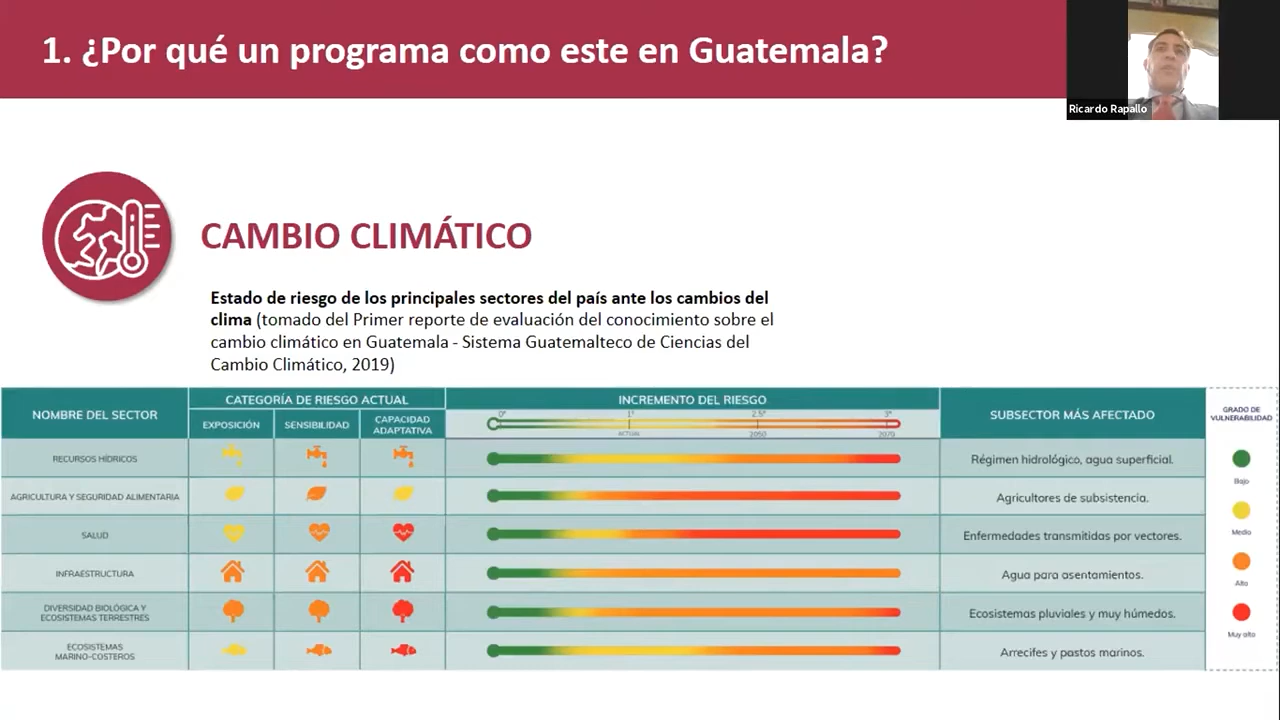 1. ¿Por qué un programa como este en Guatemala?
Ricardo Rapallo
CAMBIO CLIMÁTICO
Estado de riesgo de los principales sectores del país ante los cambios del
clima (tomado del Primer reporte de evaluación del conocimiento sobre el
cambio climático en Guatemala - Sistema Guatemalteco de Ciencias del
Cambio Climático, 2019)
NOMBRE DEL SECTOR
CATEGORÍA DE RIESGO ACTUAL
EXPOSICIÓN
SENSIBILIDAD
CAPACIDAD
ADAPTATIVA
INCREMENTO DEL RIESGO
0° 1° 2.5° 3°
ACTUAL 2050 2070
SUBSECTOR MÁS AFECTADO
GRADO DE
VULNERABILIDAD
RECURSOS HÍDRICOS
Régimen hidrológico, agua superficial.
AGRICULTURA Y SEGURIDAD ALIMENTARIA
Agricultores de subsistencia.
SALUD
Enfermedades transmitidas por vectores.
INFRAESTRUCTURA
Agua para asentamientos.
DIVERSIDAD BIOLÓGICA Y
ECOSISTEMAS TERRESTRES
Ecosistemas pluviales y muy húmedos.
ECOSISTEMAS
MARINO-COSTEROS
Arrecifes y pastos marinos.
Bajo
Medio
Alto
Muy alto